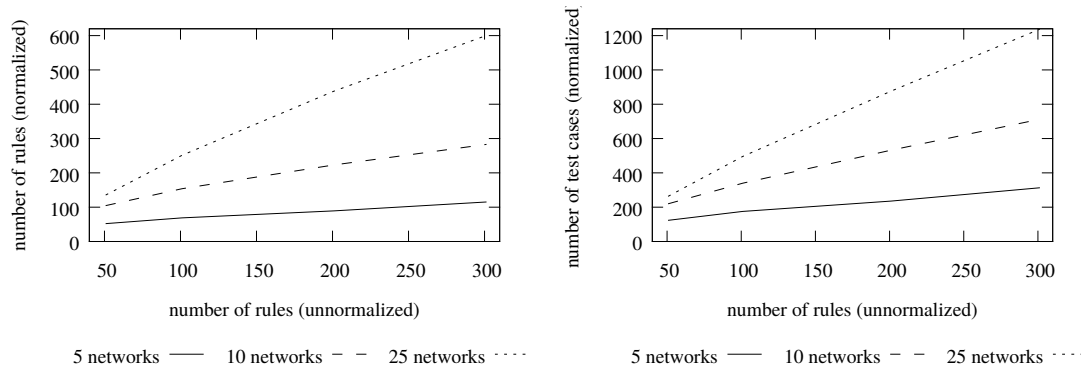 number of rules (normalized)
600
500
400
300
200
100
0
50 100 150 200 250 300
number of rules (unnormalized)
5 networks 10 networks 25 networks
number of test cases (normalized)
1200
1000
800
600
400
200
0
50 100 150 200 250 300
number of rules (unnormalized)
5 networks 10 networks 25 networks